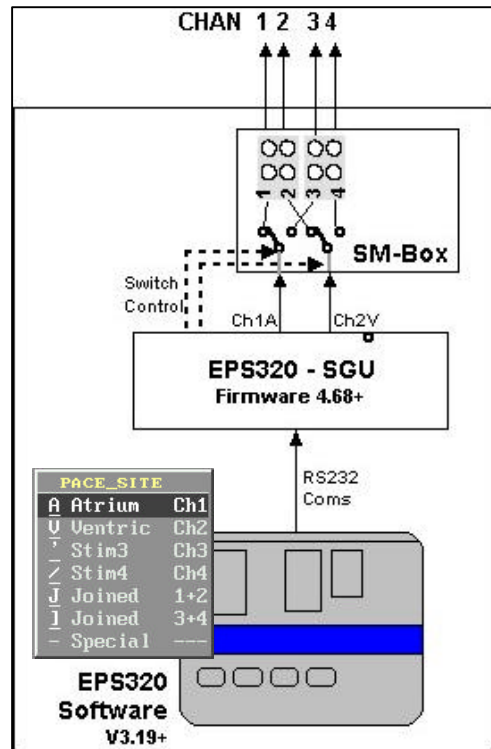 CHAN 1 2 3 4
1 2 3 4
SM-Box
Switch
Control
Ch1A Ch2V
EPS320 - SGU
Firmware 4.68+
RS232
Coms
PACE_SITE
A Atrium Ch1
V Ventric Ch2
' Stim3 Ch3
/ Stim4 Ch4
J Joined 1+2
] Joined 3+4
- Special ---
EPS320
Software
V3.19+